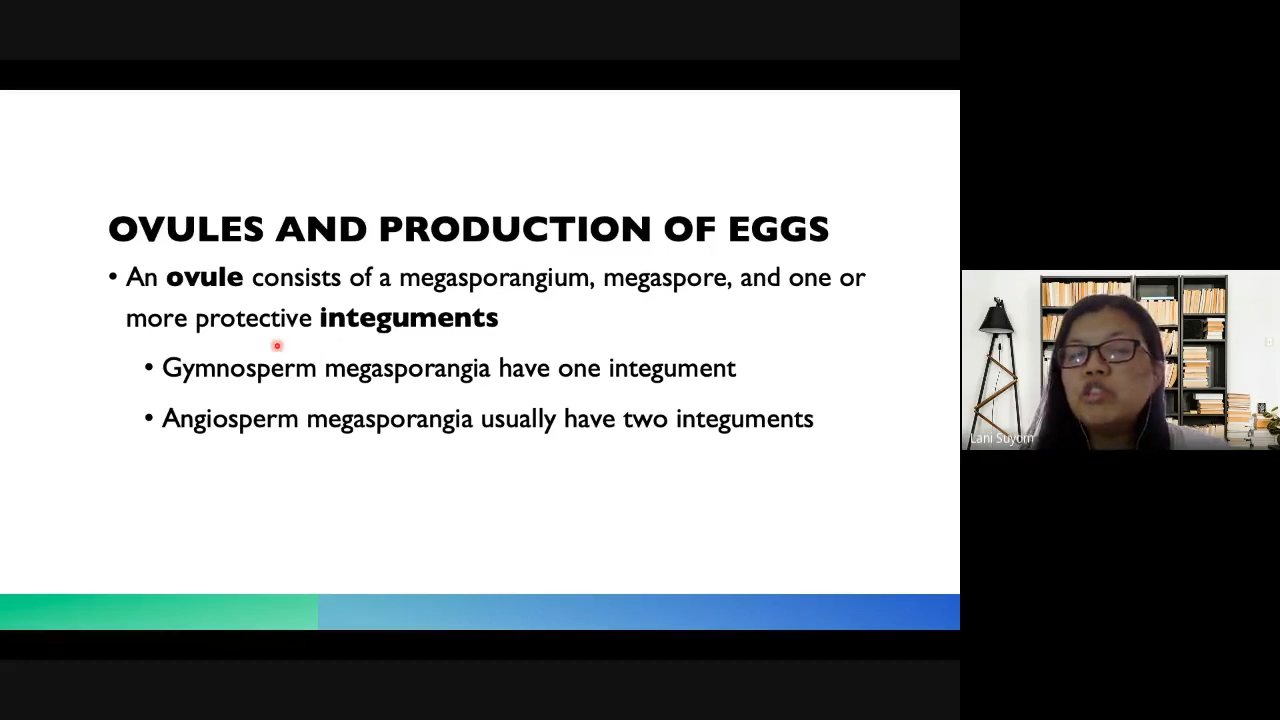 OVULES AND PRODUCTION OF EGGS
• An ovule consists of a megasporangium, megaspore, and one or
more protective integuments
• Gymnosperm megasporangia have one integument
• Angiosperm megasporangia usually have two integuments
Lani Suyom